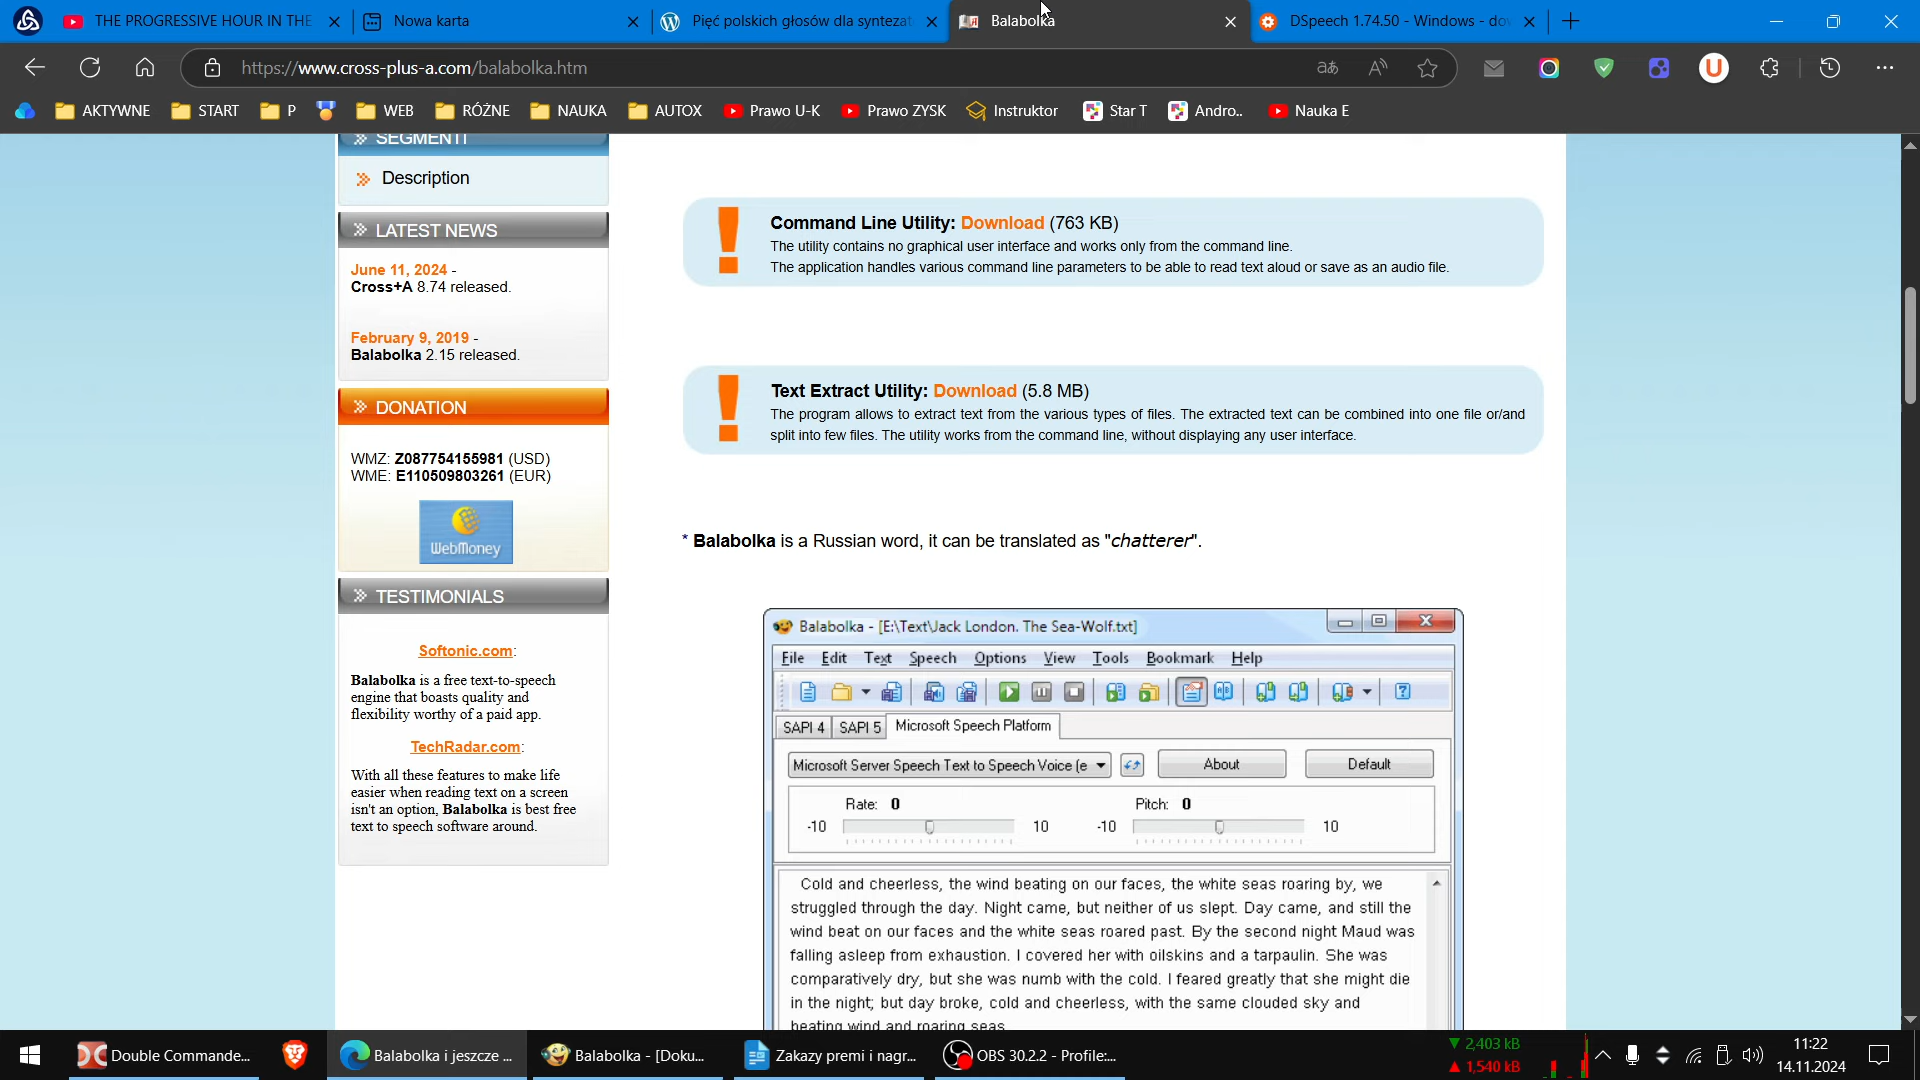 THE PROGRESSIVE HOUR IN THE
Nowa karta
Pięć polskich głosów dla syntezat
Balabolka
DSpeech 1.74.50 - Windows - do
https://www.cross-plus-a.com/balabolka.htm
AKTYWNE
START
P
WEB
RÓŻNE
NAUKA
AUTOX
Prawo U-K
Prawo ZYSK
Instruktor
Star T
Andro..
Nauka E
SEGMENTI
Description
LATEST NEWS
June 11, 2024 -
Cross+A 8.74 released.
February 9, 2019 -
Balabolka 2.15 released.
DONATION
WMZ: Z087754155981 (USD)
WME: E110509803261 (EUR)
WebMoney
TESTIMONIALS
Softonic.com:
Balabolka is a free text-to-speech
engine that boasts quality and
flexibility worthy of a paid app.
TechRadar.com:
With all these features to make life
easier when reading text on a screen
isn't an option, Balabolka is best free
text to speech software around.
Command Line Utility: Download (763 KB)
The utility contains no graphical user interface and works only from the command line.
The application handles various command line parameters to be able to read text aloud or save as an audio file.
Text Extract Utility: Download (5.8 MB)
The program allows to extract text from the various types of files. The extracted text can be combined into one file or/and
split into few files. The utility works from the command line, without displaying any user interface.
* Balabolka is a Russian word, it can be translated as "chatterer".
Balabolka - [E:\Text\Jack London. The Sea-Wolf.txt]
File Edit Text Speech Options View Tools Bookmark Help
SAPI 4 SAPI 5 Microsoft Speech Platform
Microsoft Server Speech Text to Speech Voice (e
About
Default
Rate: 0
Pitch: 0
-10 10 -10 10
Cold and cheerless, the wind beating on our faces, the white seas roaring by, we
struggled through the day. Night came, but neither of us slept. Day came, and still the
wind beat on our faces and the white seas roared past. By the second night Maud was
falling asleep from exhaustion. I covered her with oilskins and a tarpaulin. She was
comparatively dry, but she was numb with the cold. I feared greatly that she might die
in the night; but day broke, cold and cheerless, with the same clouded sky and
beating wind and roaring seas.
Double Commande...
Balabolka i jeszcze ...
Balabolka - [Doku...
Zakazy premi i nagr...
OBS 30.2.2 - Profile:...
2,403 kB
1,540 kB
11:22
14.11.2024